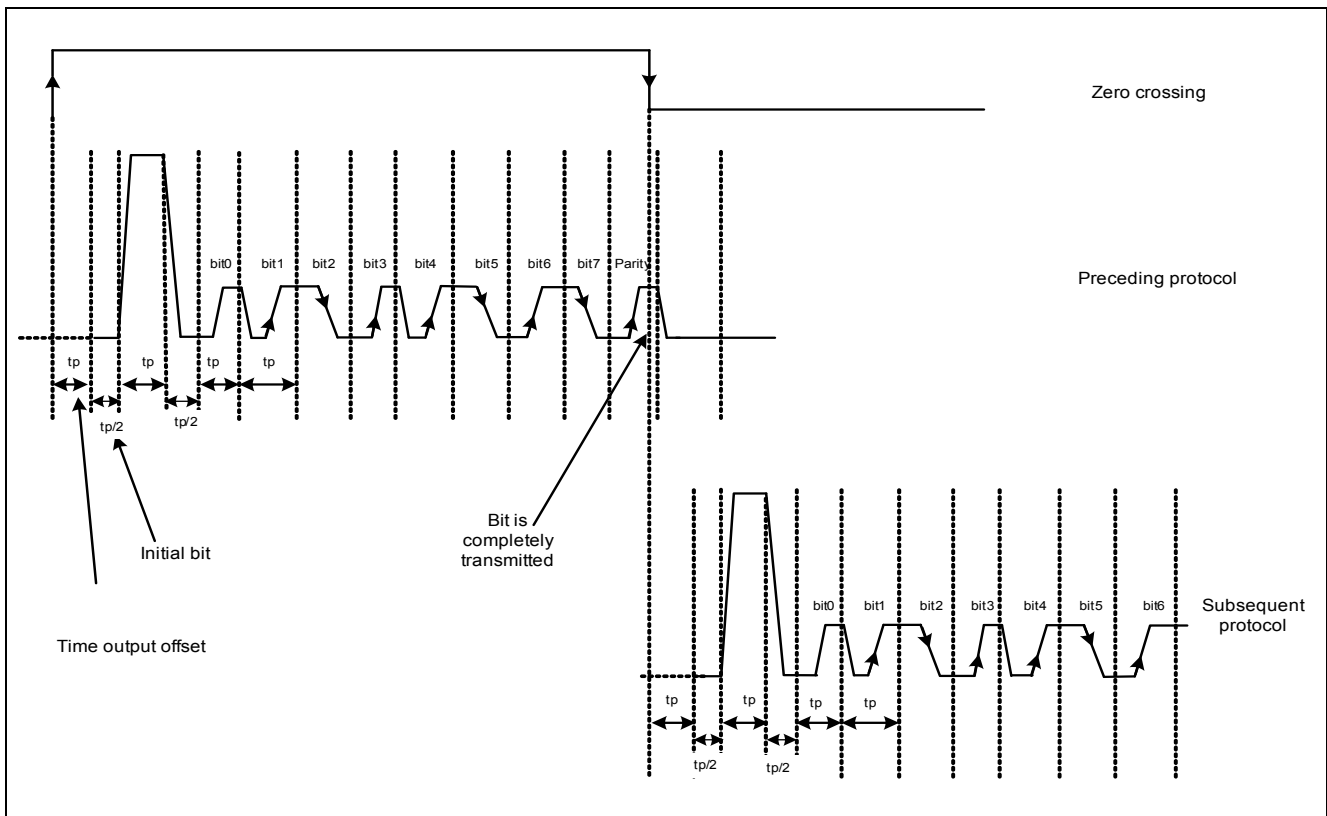 Zero crossing
bit0 bit1 bit2 bit3 bit4 bit5 bit6 bit7 Parity
Preceding protocol
tp tp tp tp
tp/2 tp/2
Initial bit
Bit is
completely
transmitted
Time output offset
bit0 bit1 bit2 bit3 bit4 bit5 bit6
Subsequent
protocol
tp tp tp tp
tp/2 tp/2